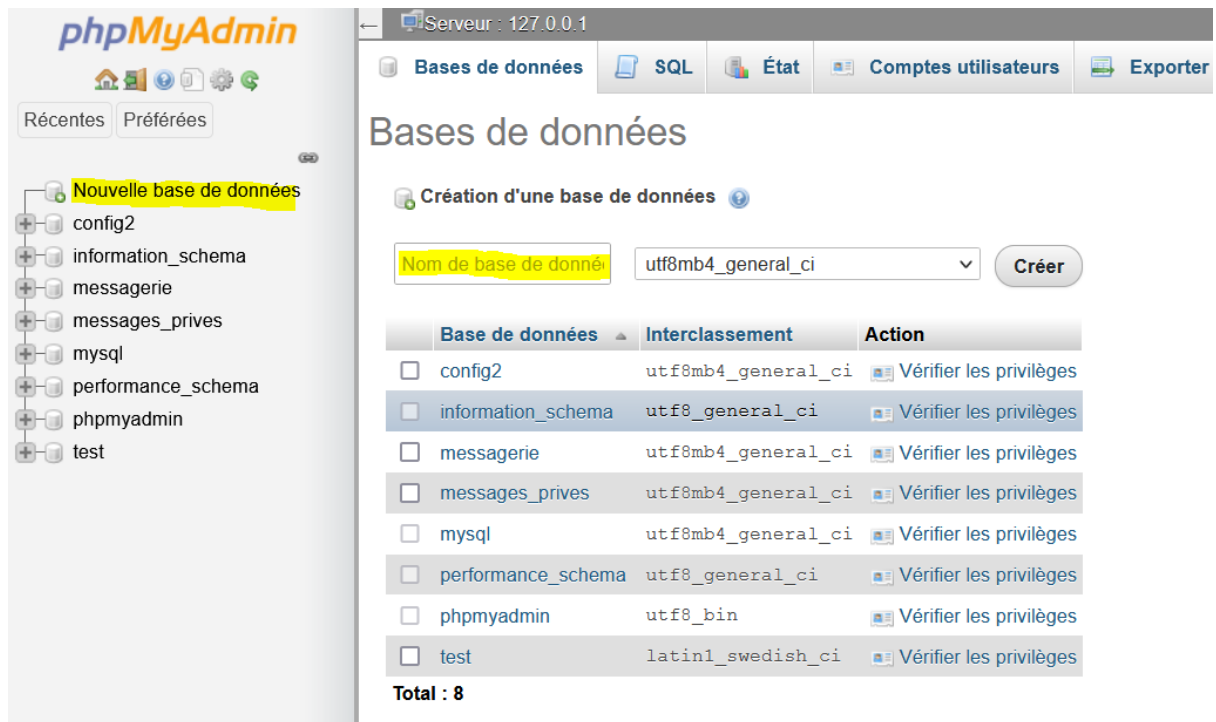 phpMyAdmin
Récentes Préférées
Nouvelle base de données
config2
information_schema
messagerie
messages_prives
mysql
performance_schema
phpmyadmin
test
← Serveur : 127.0.0.1
Bases de données SQL État Comptes utilisateurs Exporter
Bases de données
Création d'une base de données
Nom de base de donné utf8mb4_general_ci Créer
Base de données Interclassement Action
config2 utf8mb4_general_ci Vérifier les privilèges
information_schema utf8_general_ci Vérifier les privilèges
messagerie utf8mb4_general_ci Vérifier les privilèges
messages_prives utf8mb4_general_ci Vérifier les privilèges
mysql utf8mb4_general_ci Vérifier les privilèges
performance_schema utf8_general_ci Vérifier les privilèges
phpmyadmin utf8_bin Vérifier les privilèges
test latin1_swedish_ci Vérifier les privilèges
Total : 8